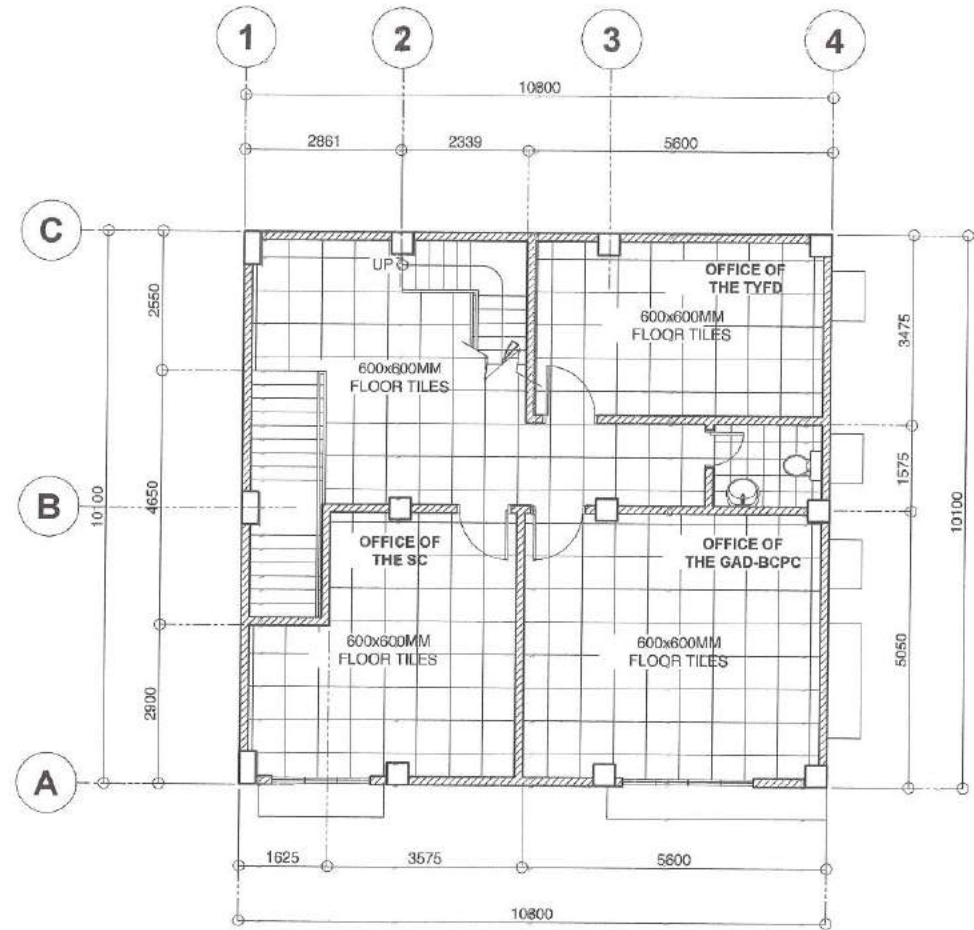 1
2
3
4
10800
2861
2339
5600
C
UP
OFFICE OF
THE TYFD
600x600MM
FLOOR TILES
2550
3475
600x600MM
FLOOR TILES
B
10100
4650
1575
10100
OFFICE OF
THE SC
OFFICE OF
THE GAD-BCPC
600x600MM
FLOOR TILES
600x600MM
FLOOR TILES
5050
2900
A
1625
3575
5600
10800